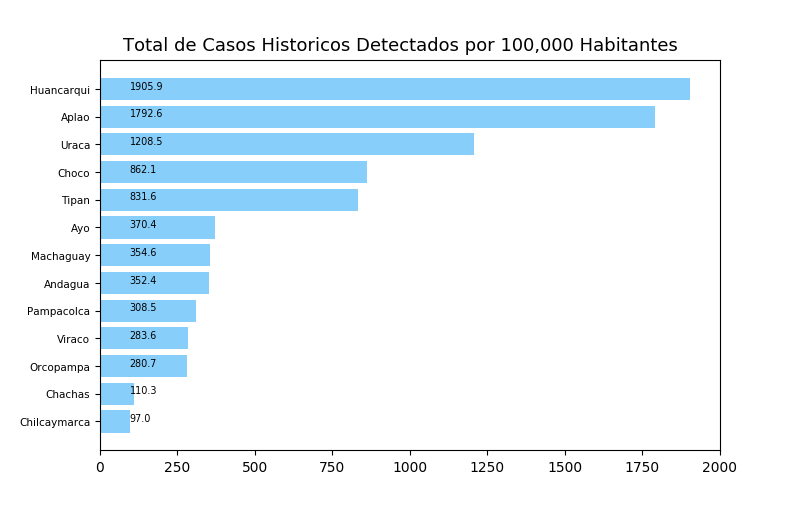 Total de Casos Historicos Detectados por 100,000 Habitantes
Huancarqui 1905.9
Aplao 1792.6
Uraca 1208.5
Choco 862.1
Tipan 831.6
Ayo 370.4
Machaguay 354.6
Andagua 352.4
Pampacolca 308.5
Viraco 283.6
Orcopampa 280.7
Chachas 110.3
Chilcaymarca 97.0
0 250 500 750 1000 1250 1500 1750 2000